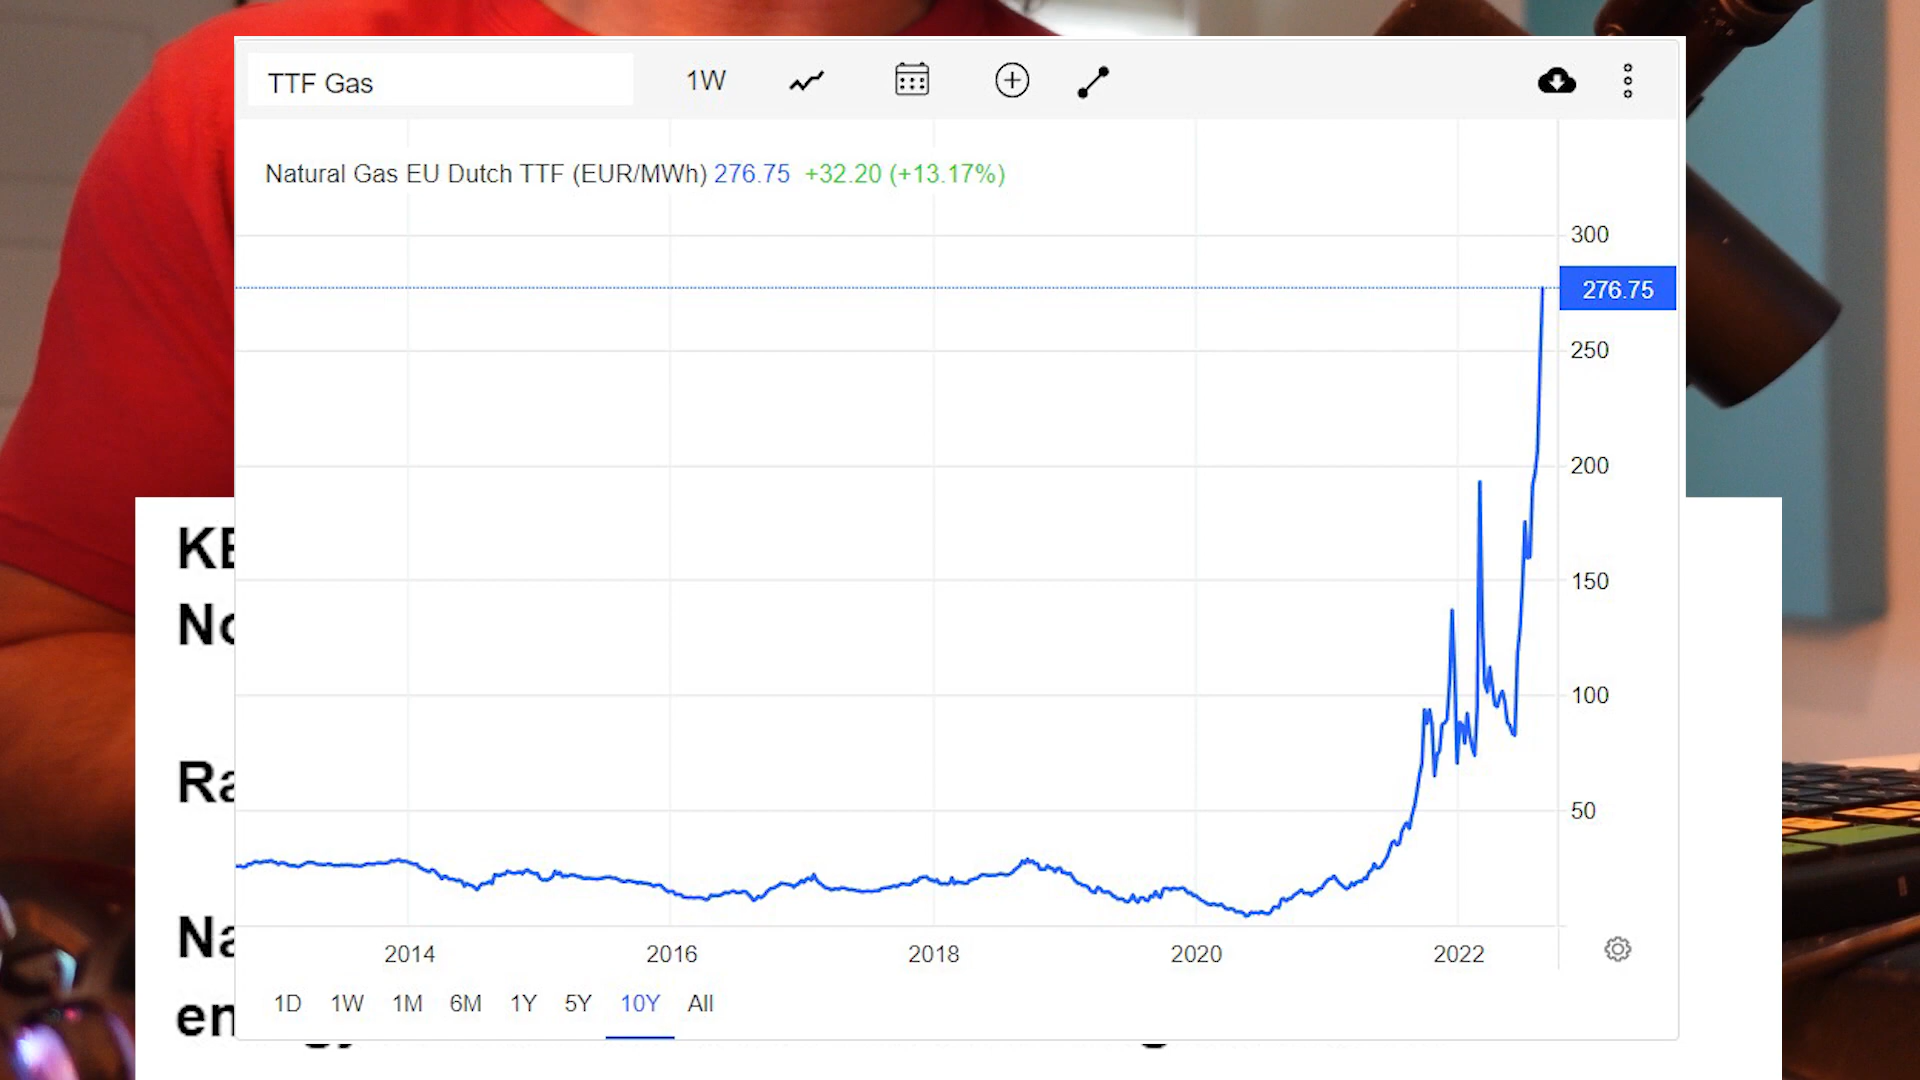 TTF Gas
1W
Natural Gas EU Dutch TTF (EUR/MWh) 276.75 +32.20 (+13.17%)
300
276.75
250
200
150
100
50
2014 2016 2018 2020 2022
1D 1W 1M 6M 1Y 5Y 10Y All